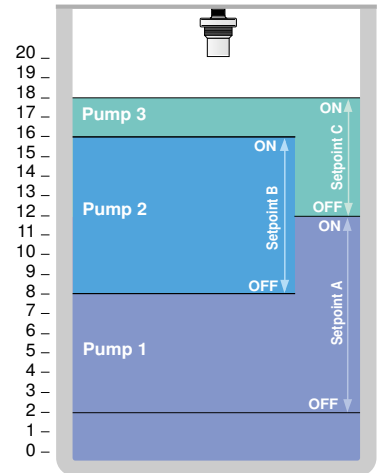 20
19
18
17
16
15
14
13
12
11
10
9
8
7
6
5
4
3
2
1
0
Pump 3
ON
Setpoint C
OFF
ON
Setpoint B
OFF
Pump 2
ON
Setpoint A
OFF
Pump 1